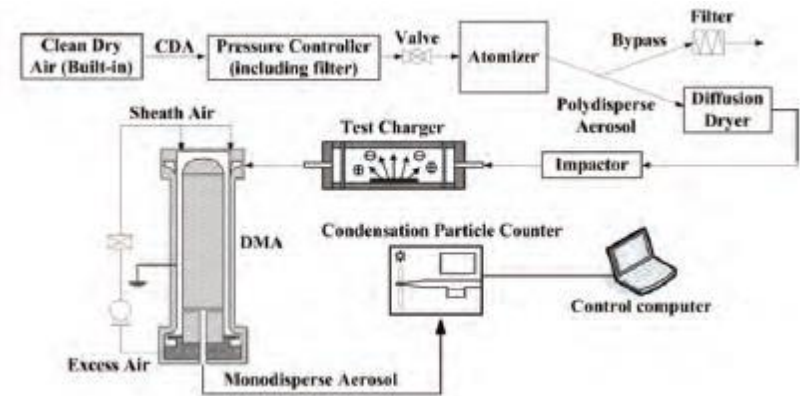 Clean Dry
Air (Built-in)
CDA
Pressure Controller
(including filter)
Valve
Atomizer
Bypass
Filter
Polydisperse
Aerosol
Diffusion
Dryer
Sheath Air
Test Charger
Impactor
DMA
Condensation Particle Counter
Control computer
Excess Air
Monodisperse Aerosol